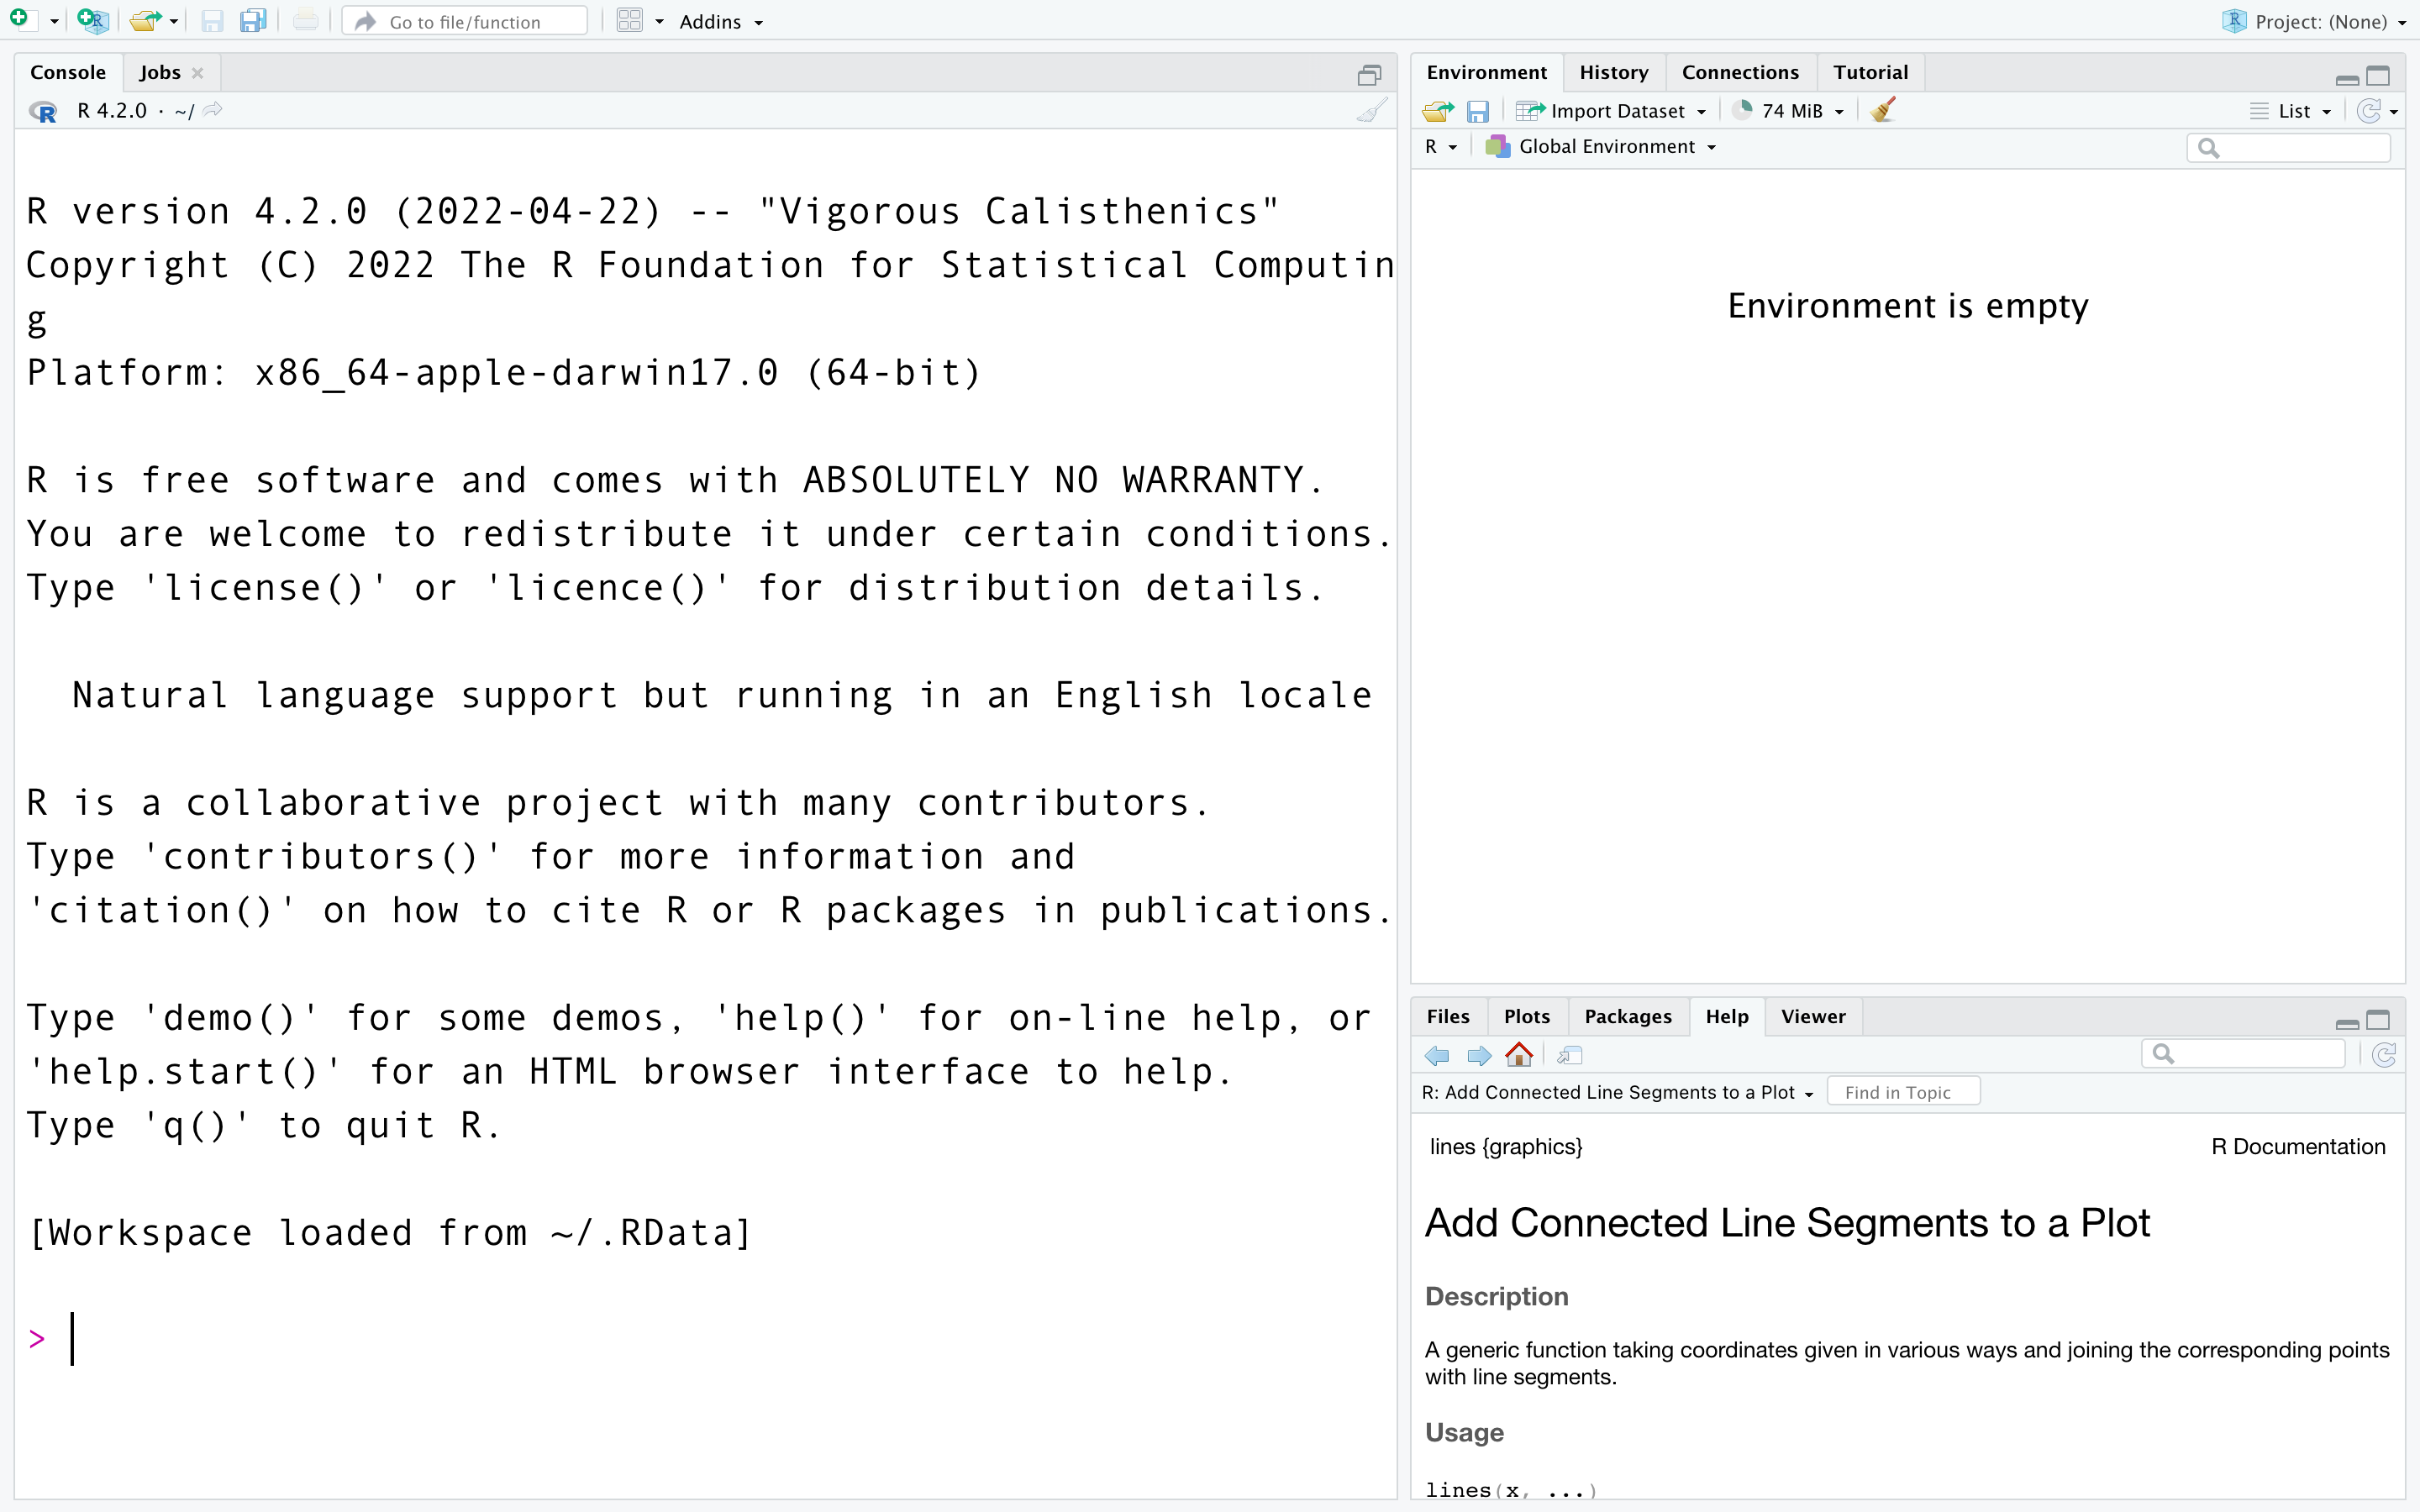 Go to file/function
Addins
Project: (None)
Console
Jobs
R 4.2.0 · ~/
R version 4.2.0 (2022-04-22) -- "Vigorous Calisthenics"
Copyright (C) 2022 The R Foundation for Statistical Computin
g
Platform: x86_64-apple-darwin17.0 (64-bit)
R is free software and comes with ABSOLUTELY NO WARRANTY.
You are welcome to redistribute it under certain conditions.
Type 'license()' or 'licence()' for distribution details.
Natural language support but running in an English locale
R is a collaborative project with many contributors.
Type 'contributors()' for more information and
'citation()' on how to cite R or R packages in publications.
Type 'demo()' for some demos, 'help()' for on-line help, or
'help.start()' for an HTML browser interface to help.
Type 'q()' to quit R.
[Workspace loaded from ~/.RData]
>
Environment
History
Connections
Tutorial
Import Dataset
74 MiB
List
R
Global Environment
Environment is empty
Files
Plots
Packages
Help
Viewer
R: Add Connected Line Segments to a Plot
Find in Topic
lines {graphics}
R Documentation
Add Connected Line Segments to a Plot
Description
A generic function taking coordinates given in various ways and joining the corresponding points
with line segments.
Usage
lines(x, ...)